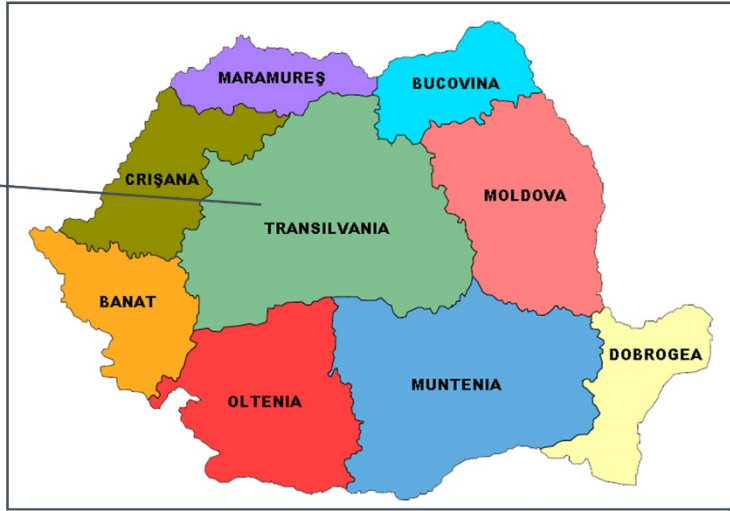 MARAMUREŞ
BUCOVINA
CRIŞANA
MOLDOVA
TRANSILVANIA
BANAT
DOBROGEA
MUNTENIA
OLTENIA